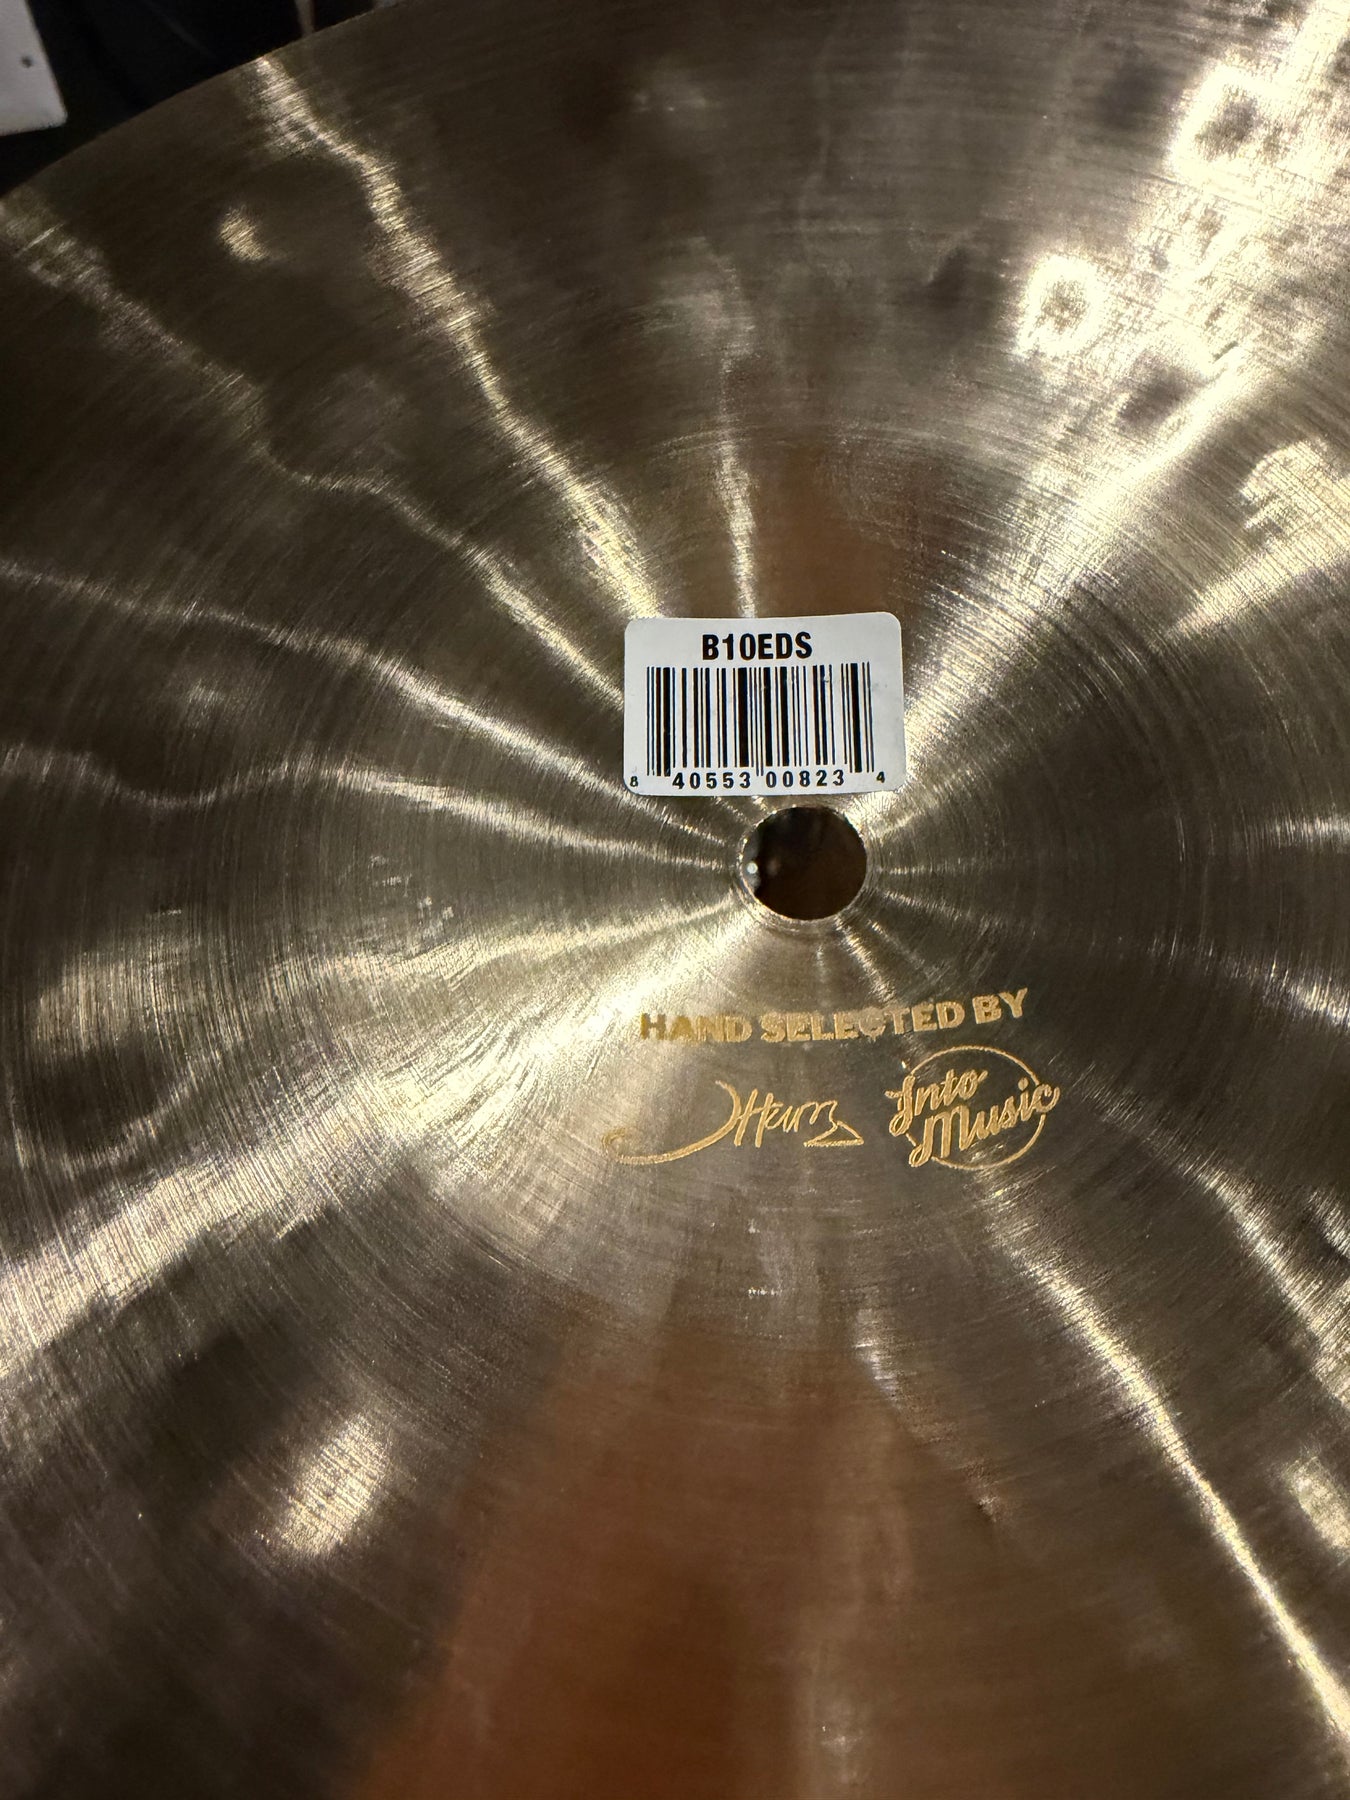 B10EDS
8 40553 00823 4
HAND SELECTED BY
Into
Music